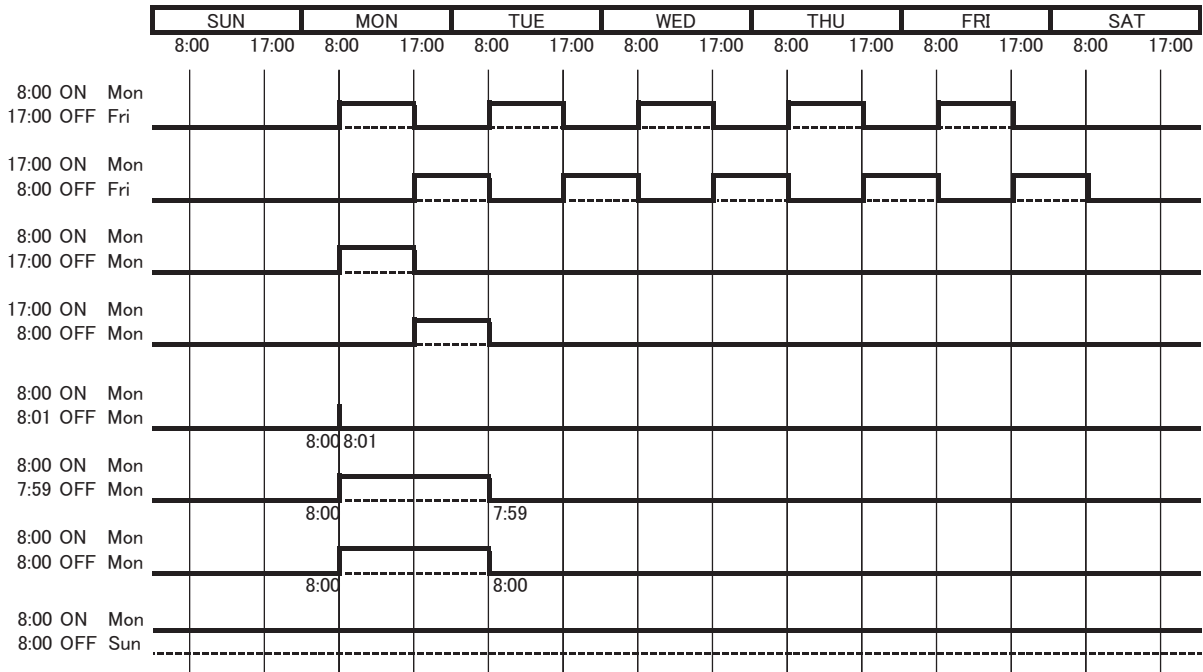 SUN MON TUE WED THU FRI SAT
8:00 17:00 8:00 17:00 8:00 17:00 8:00 17:00 8:00 17:00 8:00 17:00 8:00 17:00
8:00 ON Mon
17:00 OFF Fri
17:00 ON Mon
8:00 OFF Fri
8:00 ON Mon
17:00 OFF Mon
17:00 ON Mon
8:00 OFF Mon
8:00 ON Mon
8:01 OFF Mon
8:00 8:01
8:00 ON Mon
7:59 OFF Mon
8:00 7:59
8:00 ON Mon
8:00 OFF Mon
8:00 8:00
8:00 ON Mon
8:00 OFF Sun